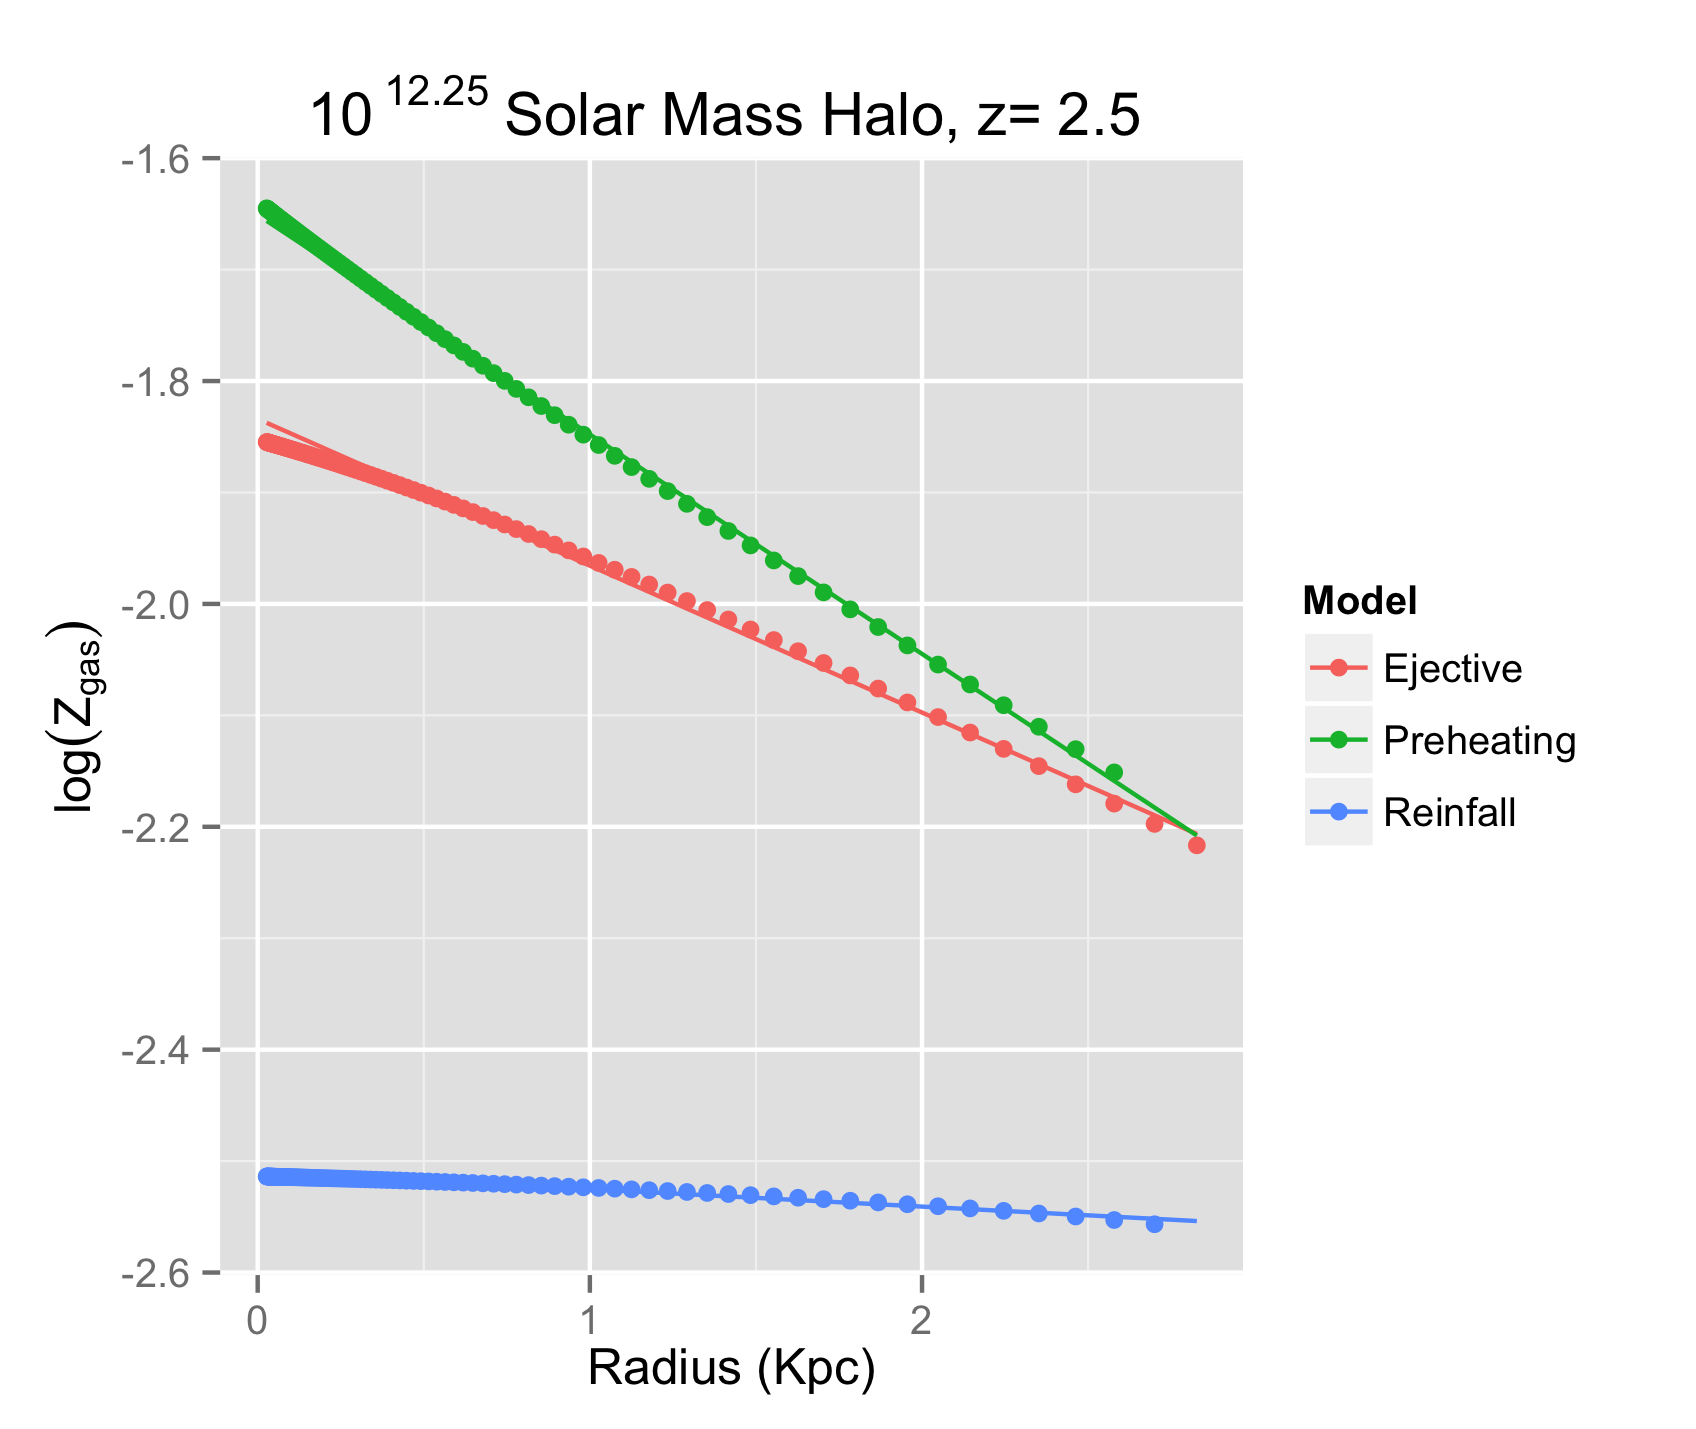 10 12.25 Solar Mass Halo, z= 2.5
-1.6
-1.8
-2.0
-2.2
-2.4
-2.6
log(Zgas)
0 1 2
Radius (Kpc)
Model
Ejective
Preheating
Reinfall